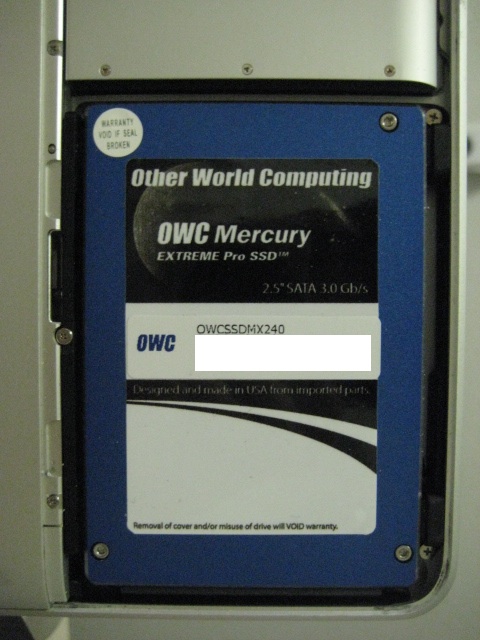 WARRANTY
VOID IF SEAL
BROKEN
Other World Computing
OWC Mercury
EXTREME Pro SSD™
2.5" SATA 3.0 Gb/s
OWC
OWCSSDMX240
Designed and made in USA from imported parts.
Removal of cover and/or misuse of drive will VOID warranty.